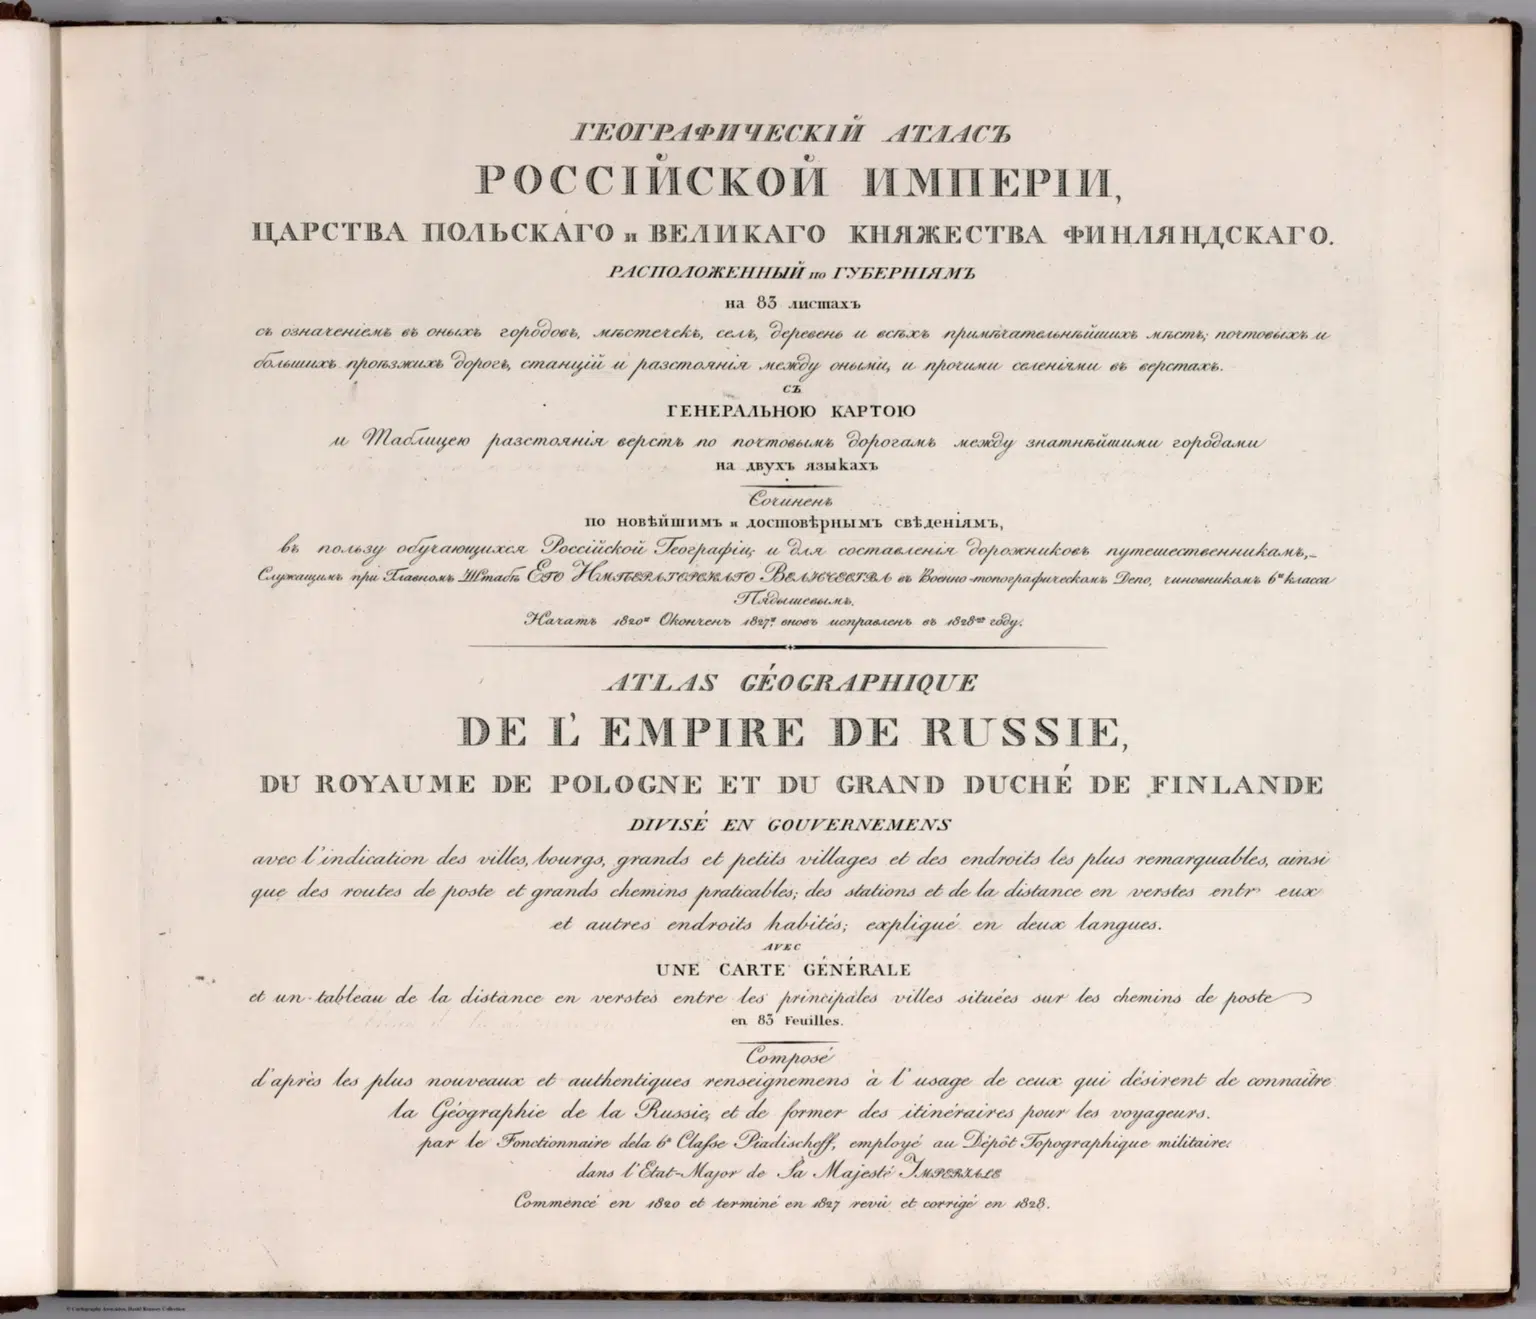 ГЕОГРАФИЧЕСКІЙ АТЛАСЪ
РОССІЙСКОЙ ИМПЕРІИ,
ЦАРСТВА ПОЛЬСКАГО и ВЕЛИКАГО КНЯЖЕСТВА ФИНЛЯНДСКАГО.
РАСПОЛОЖЕННЫЙ по ГУБЕРНІЯМЪ
на 83 листахъ
съ означеніемъ въ оныхъ городовъ, мѣстечекъ, селъ, деревень и всѣхъ примѣчательнѣйшихъ мѣстъ; почтовыхъ и
большихъ проѣзжихъ дорогъ, станцій и разстоянія между оными, и прочими селеніями въ верстахъ.
СЪ
ГЕНЕРАЛЬНОЮ КАРТОЮ
и Таблицею разстоянія верстъ по почтовымъ дорогамъ между знатнѣйшими городами
на двухъ языкахъ
Сочиненъ
по новѣйшимъ и достовѣрнымъ свѣденіямъ,
въ пользу обучающихся Россійской Географіи; и для составленія дорожниковъ путешественникамъ,
Служащимъ при Главномъ Штабѣ ЕГО ИМПЕРАТОРСКАГО ВЕЛИЧЕСТВА въ Военно-топографическомъ Депо, чиновникомъ 6го класса
Пядышевымъ.
Начатъ 1820го Оконченъ 1827го вновь исправленъ въ 1828мъ году.
ATLAS GÉOGRAPHIQUE
DE L'EMPIRE DE RUSSIE,
DU ROYAUME DE POLOGNE ET DU GRAND DUCHÉ DE FINLANDE
DIVISÉ EN GOUVERNEMENS
avec l'indication des villes, bourgs, grands et petits villages et des endroits les plus remarquables, ainsi
que des routes de poste et grands chemins praticables; des stations et de la distance en verstes entr' eux
et autres endroits habités; expliqué en deux langues.
AVEC
UNE CARTE GÉNÉRALE
et un tableau de la distance en verstes entre les principales villes situées sur les chemins de poste
en 83 Feuilles.
Composé
d'après les plus nouveaux et authentiques renseignemens à l'usage de ceux qui désirent de connaître
la Géographie de la Russie, et de former des itinéraires pour les voyageurs.
par le Fonctionnaire dela 6e Claſse Piadischeff, employé au Dépôt Topographique militaire.
dans l'Etat-Major de Sa Majesté IMPERIALE
Commencé en 1820 et terminé en 1827 revû et corrigé en 1828.
© Cartography Associates, David Rumsey Collection